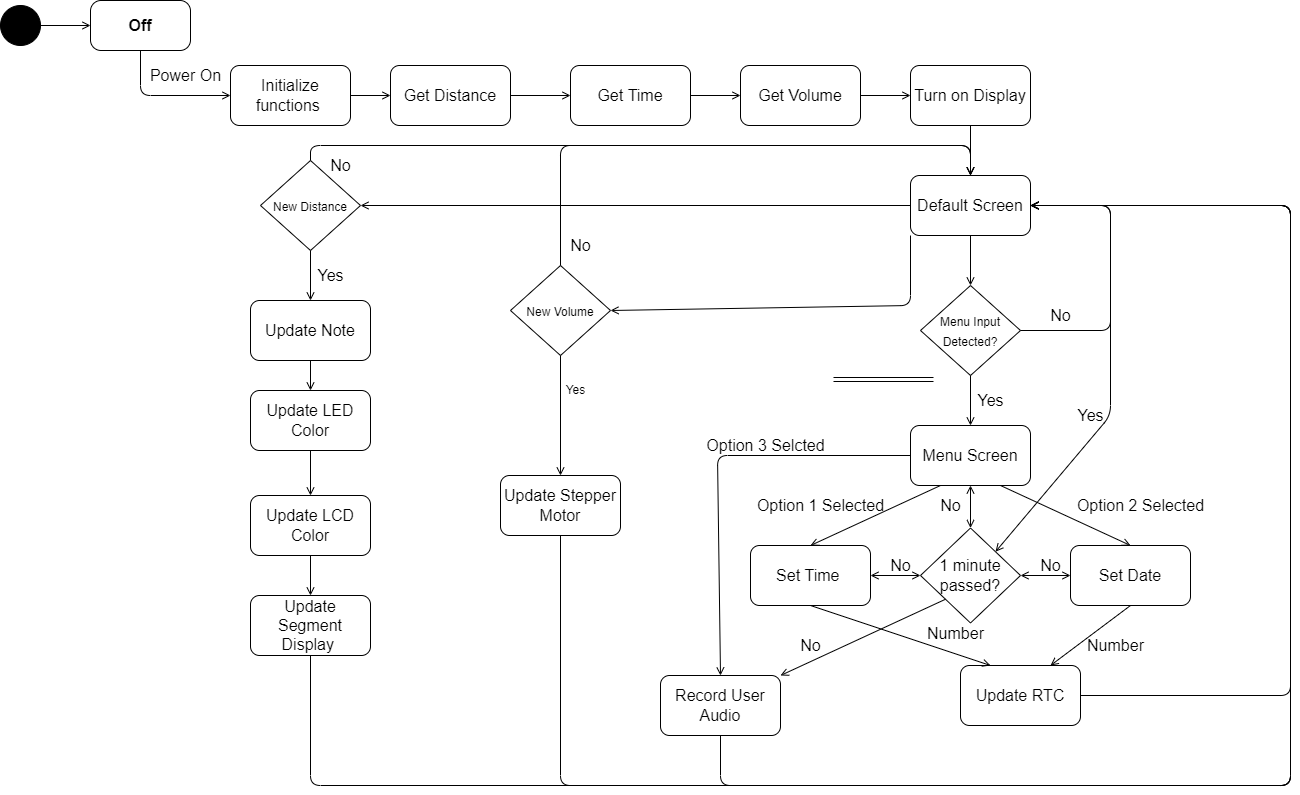 Off
Power On
Initialize
functions
Get Distance
Get Time
Get Volume
Turn on Display
No
New Distance
Default Screen
Yes
No
New Volume
Menu Input
Detected?
No
Update Note
Yes
Yes
Yes
Update LED
Color
Option 3 Selcted
Menu Screen
Update Stepper
Motor
Option 1 Selected
No
Option 2 Selected
Update LCD
Color
Set Time
No
1 minute
passed?
No
Set Date
Update
Segment
Display
No
Number
Number
Record User
Audio
Update RTC